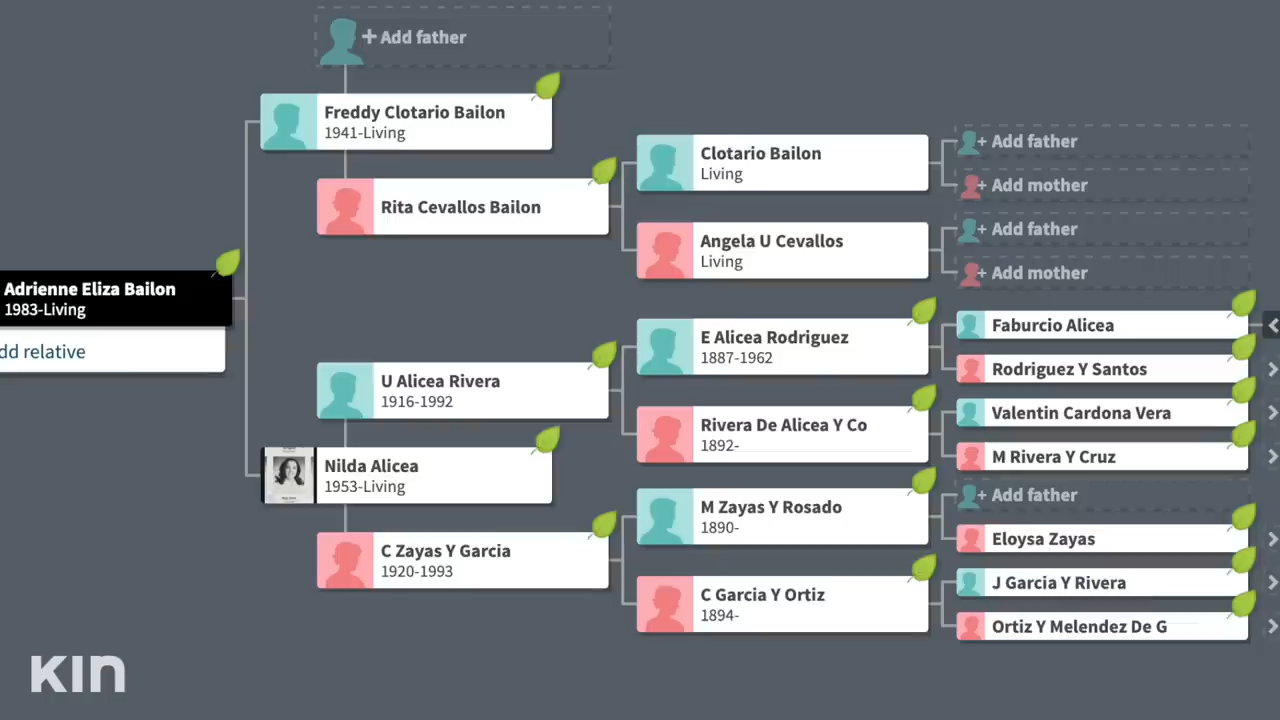 + Add father
Freddy Clotario Bailon
1941-Living
Rita Cevallos Bailon
Clotario Bailon
Living
Angela U Cevallos
Living
+ Add father
+ Add mother
+ Add father
+ Add mother
Adrienne Eliza Bailon
1983-Living
dd relative
U Alicea Rivera
1916-1992
Nilda Alicea
1953-Living
C Zayas Y Garcia
1920-1993
E Alicea Rodriguez
1887-1962
Rivera De Alicea Y Co
1892-
M Zayas Y Rosado
1890-
C Garcia Y Ortiz
1894-
Faburcio Alicea
Rodriguez Y Santos
Valentin Cardona Vera
M Rivera Y Cruz
+ Add father
Eloysa Zayas
J Garcia Y Rivera
Ortiz Y Melendez De G
KIN